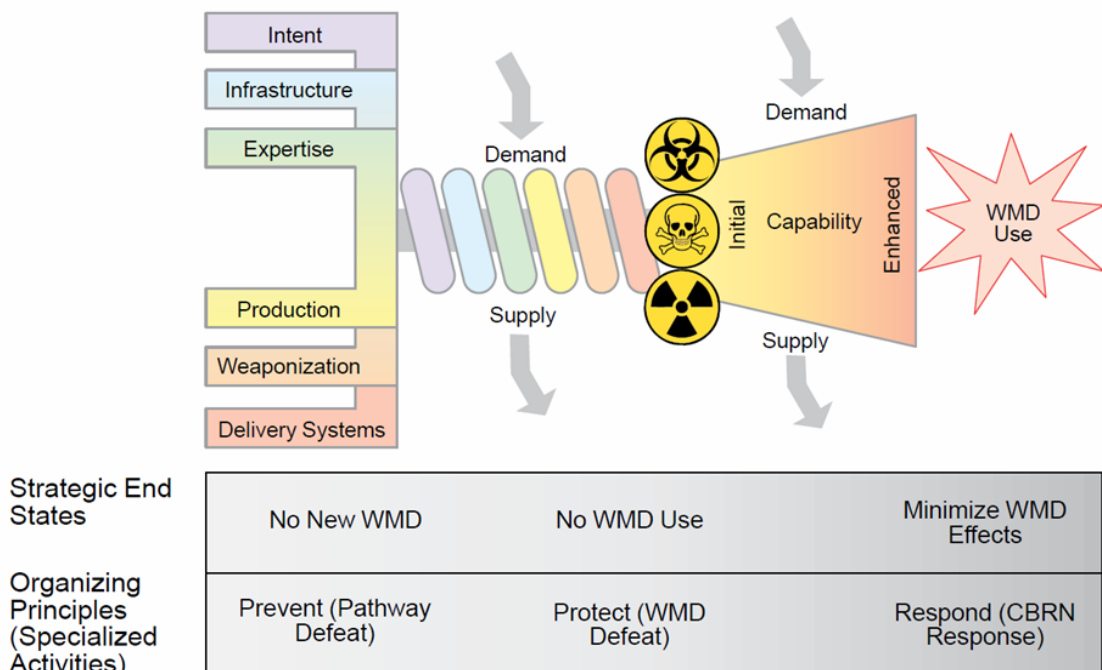 Intent
Infrastructure
Expertise
Production
Weaponization
Delivery Systems
Demand
Supply
Demand
Initial
Capability
Enhanced
Supply
WMD
Use
Strategic End
States
No New WMD
No WMD Use
Minimize WMD
Effects
Organizing
Principles
(Specialized
Activities)
Prevent (Pathway
Defeat)
Protect (WMD
Defeat)
Respond (CBRN
Response)